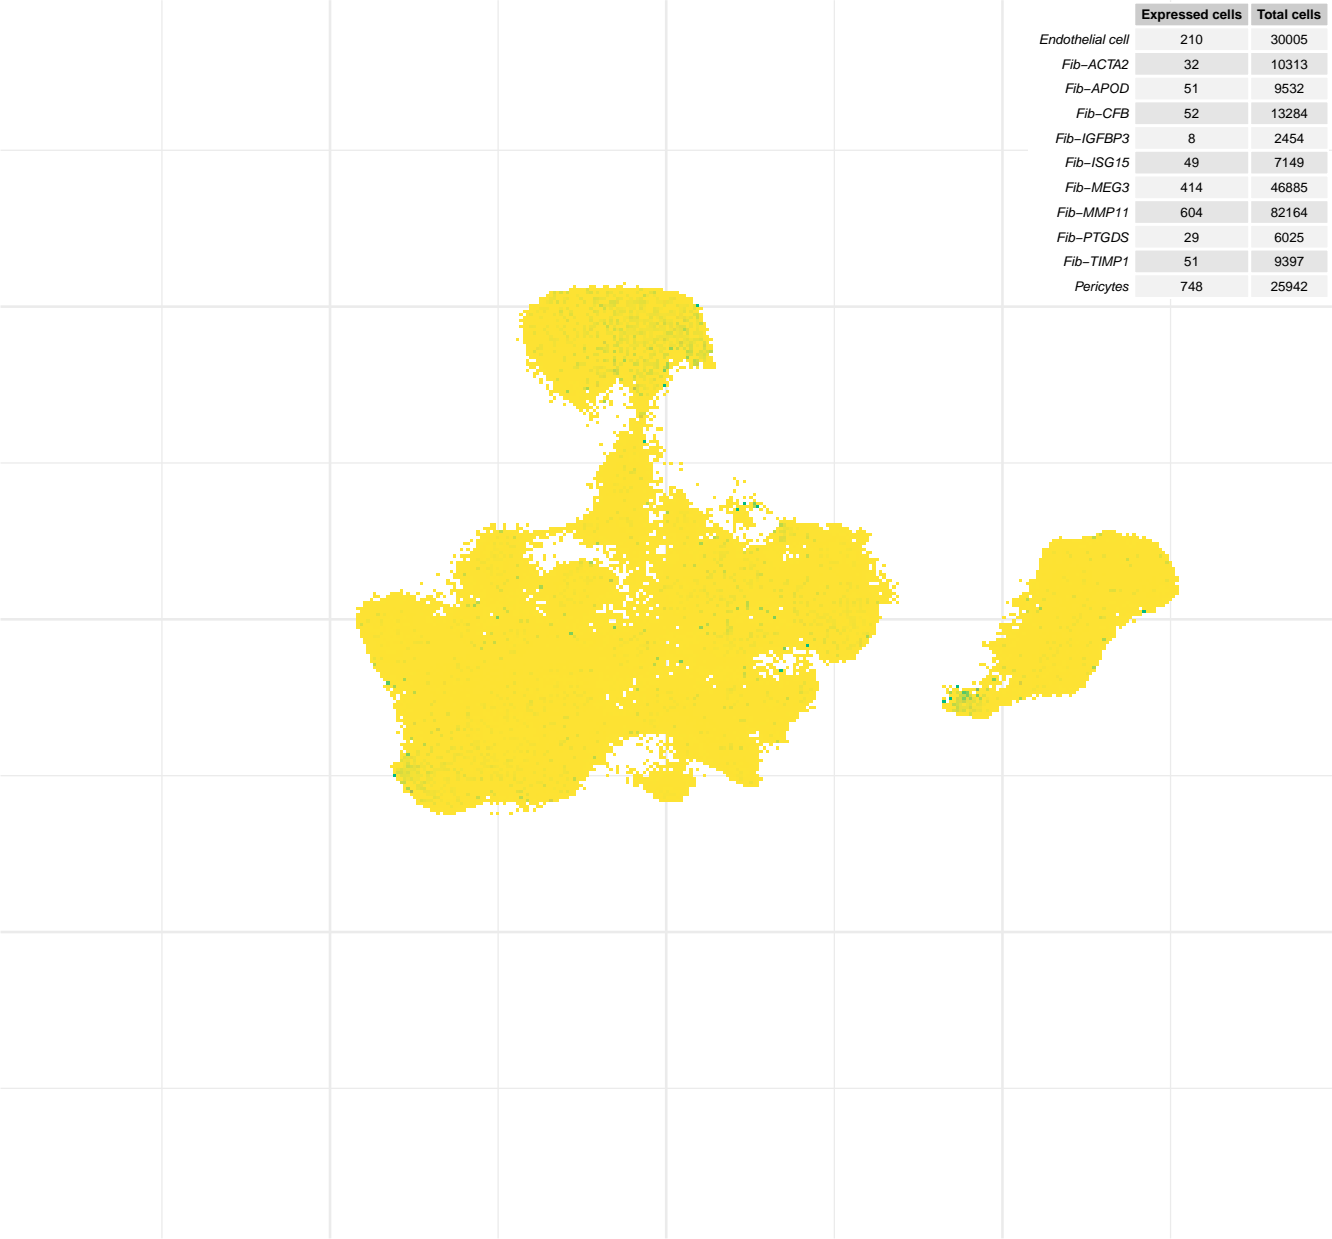 Expressed cells Total cells
Endothelial cell 210 30005
Fib−ACTA2 32 10313
Fib−APOD 51 9532
Fib−CFB 52 13284
Fib−IGFBP3 8 2454
Fib−ISG15 49 7149
Fib−MEG3 414 46885
Fib−MMP11 604 82164
Fib−PTGDS 29 6025
Fib−TIMP1 51 9397
Pericytes 748 25942